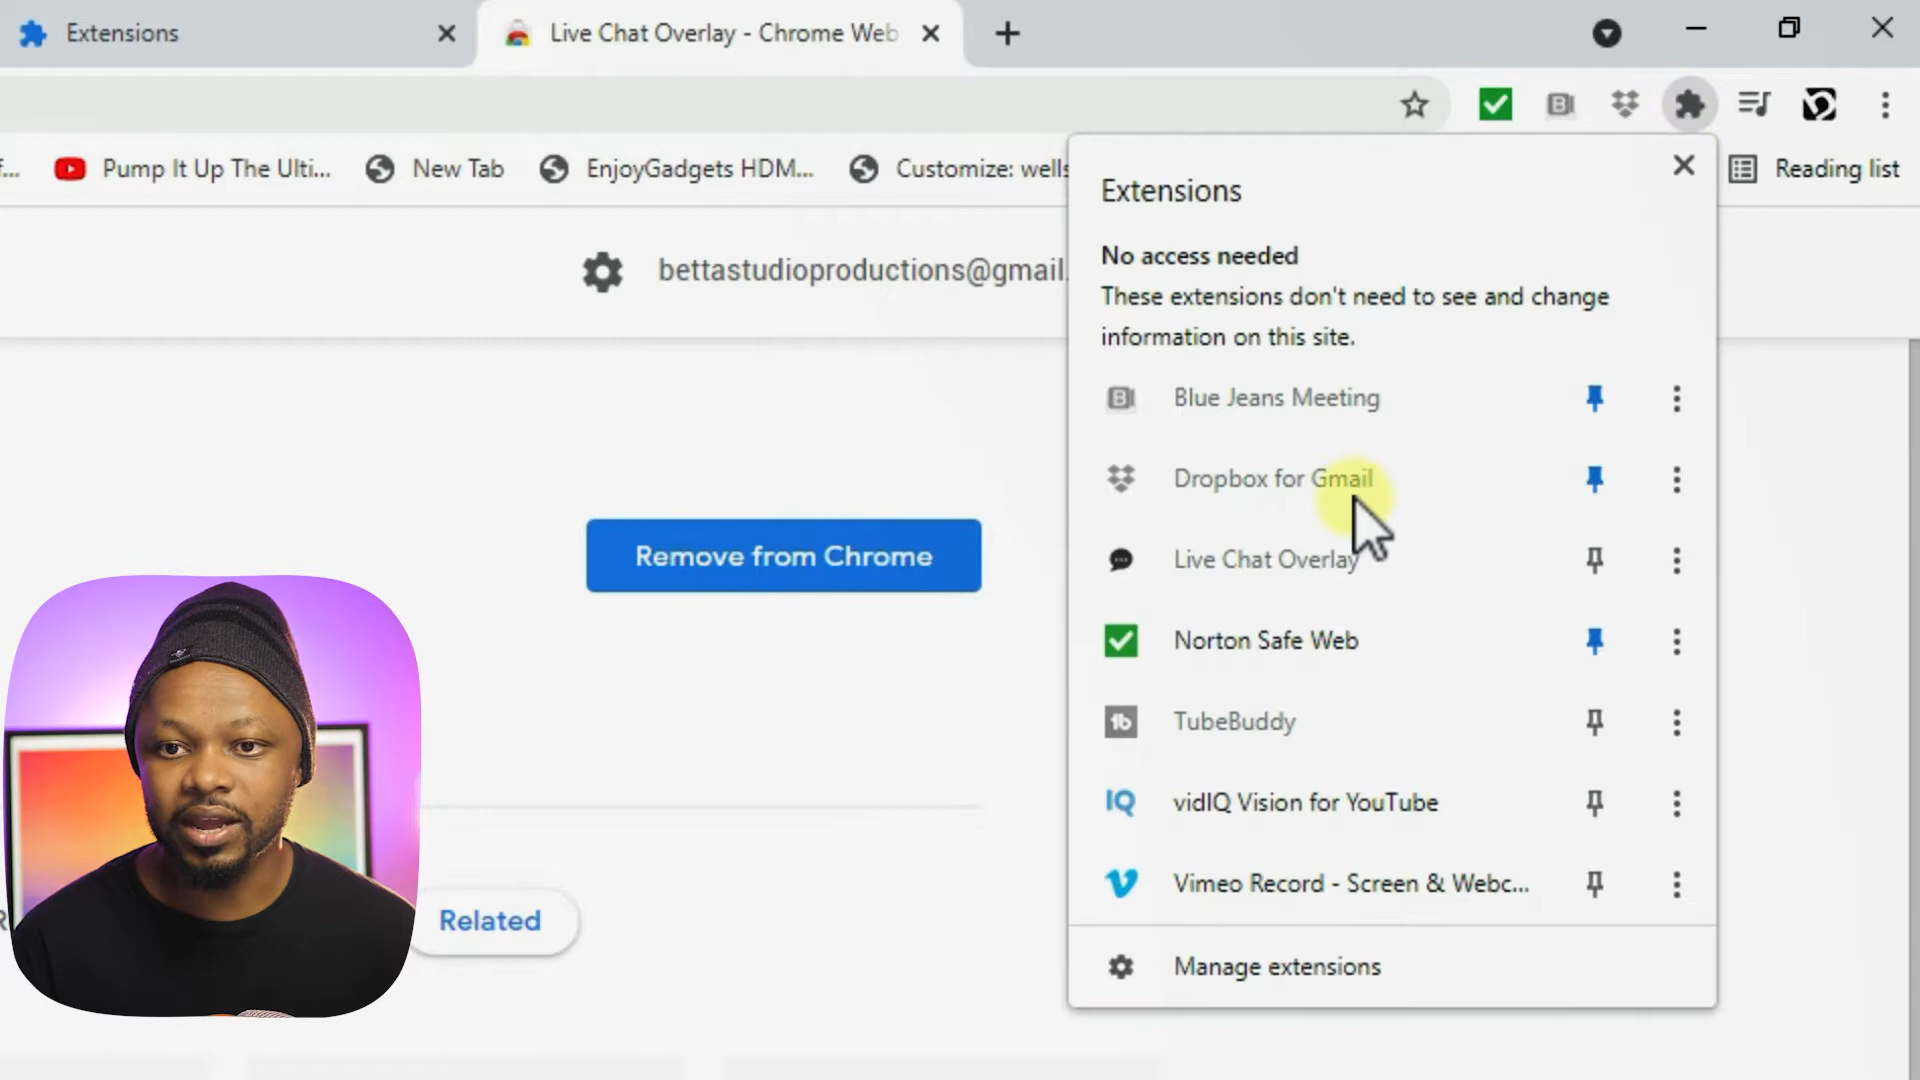 Extensions
Live Chat Overlay - Chrome Web
f...
Pump It Up The Ulti...
New Tab
EnjoyGadgets HDM...
Customize: wells
Reading list
bettastudioproductions@gmail.
Extensions
No access needed
These extensions don't need to see and change
information on this site.
Blue Jeans Meeting
Dropbox for Gmail
Live Chat Overlay
Norton Safe Web
tb TubeBuddy
IQ vidIQ Vision for YouTube
Vimeo Record - Screen & Webc...
Manage extensions
Remove from Chrome
Related